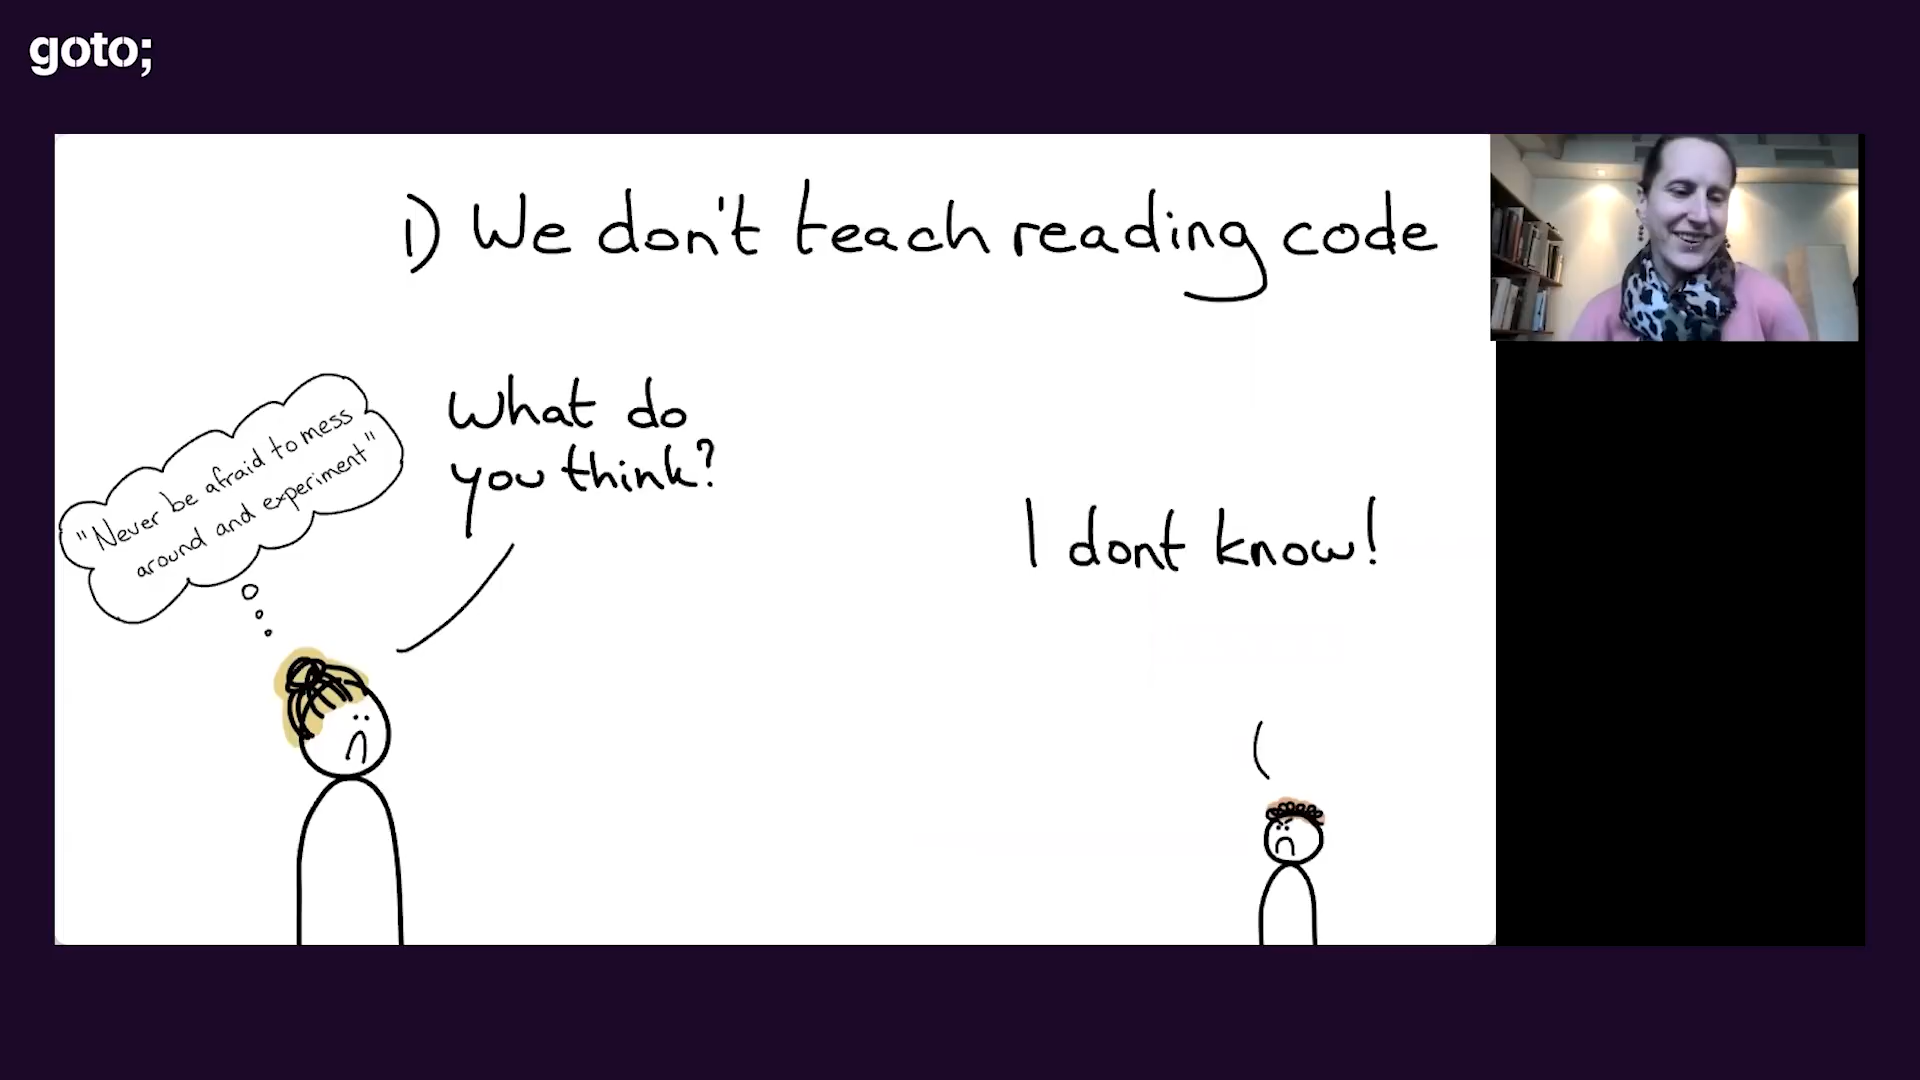 goto;
1) We don't teach reading code
"Never be afraid to mess
around and experiment"
What do
you think?
I dont know!